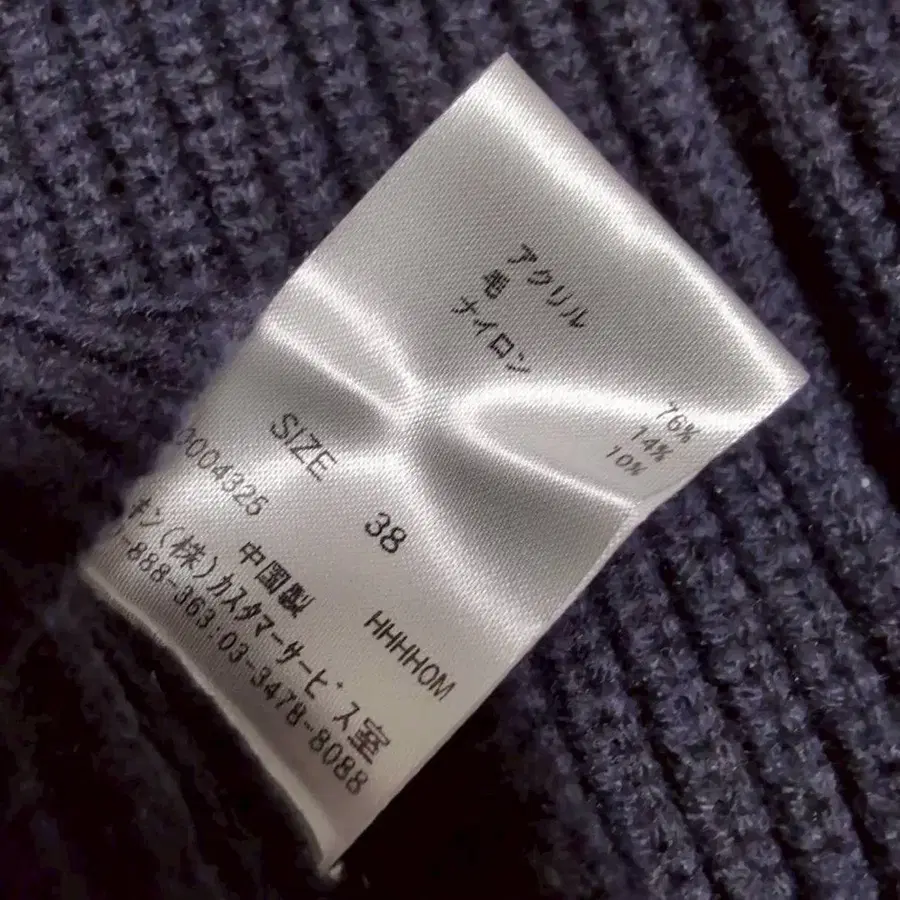 アクリル 76%
毛 14%
ナイロン 10%
SIZE 38
0004325
中国製 HHHHOM
キン(株)カスタマーサービス室
-888-363:03-3478-8088